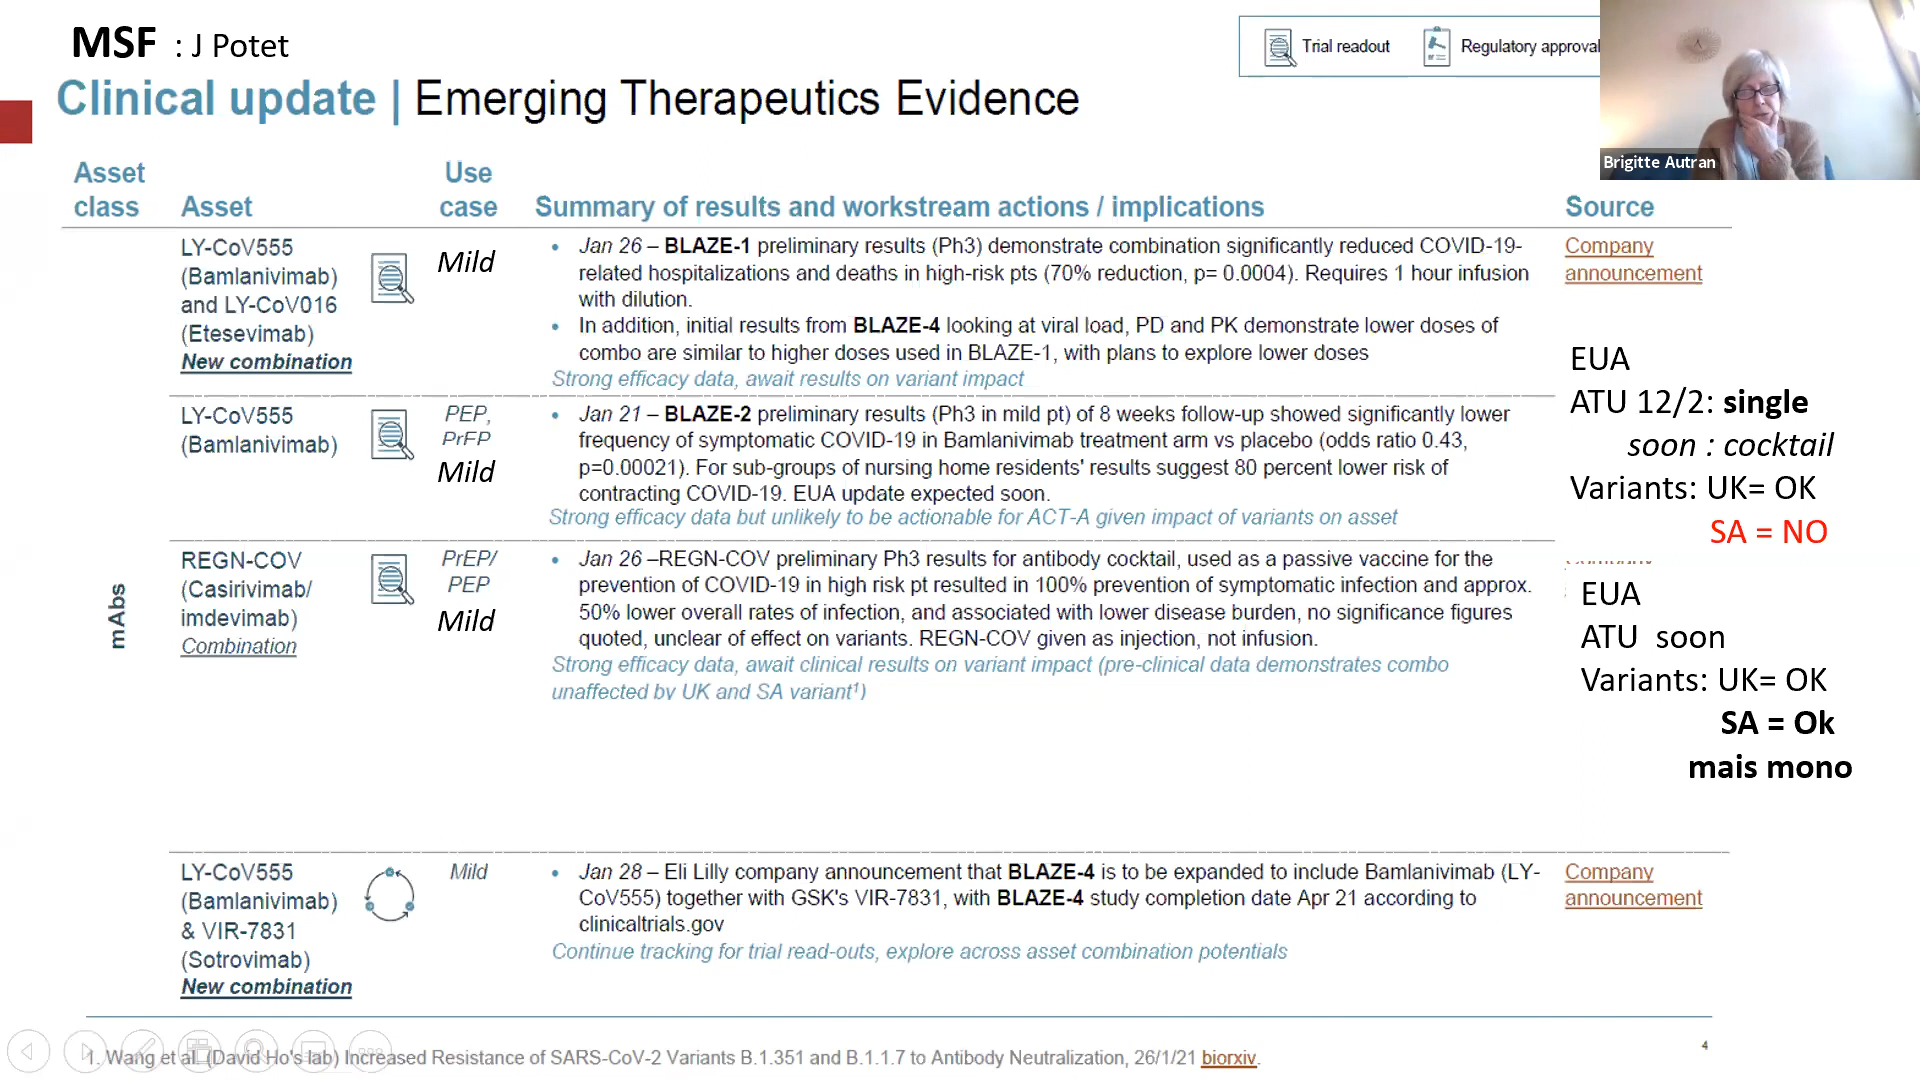 MSF : J Potet
Trial readout
Regulatory approval
Clinical update | Emerging Therapeutics Evidence
Brigitte Autran
Asset class
Asset
Use case
Summary of results and workstream actions / implications
Source
mAbs
LY-CoV555
(Bamlanivimab)
and LY-CoV016
(Etesevimab)
New combination
Mild
• Jan 26 – BLAZE-1 preliminary results (Ph3) demonstrate combination significantly reduced COVID-19-
related hospitalizations and deaths in high-risk pts (70% reduction, p= 0.0004). Requires 1 hour infusion
with dilution.
• In addition, initial results from BLAZE-4 looking at viral load, PD and PK demonstrate lower doses of
combo are similar to higher doses used in BLAZE-1, with plans to explore lower doses
Strong efficacy data, await results on variant impact
Company
announcement
EUA
ATU 12/2: single
soon : cocktail
Variants: UK= OK
SA = NO
LY-CoV555
(Bamlanivimab)
PEP,
PrEP
Mild
• Jan 21 – BLAZE-2 preliminary results (Ph3 in mild pt) of 8 weeks follow-up showed significantly lower
frequency of symptomatic COVID-19 in Bamlanivimab treatment arm vs placebo (odds ratio 0.43,
p=0.00021). For sub-groups of nursing home residents' results suggest 80 percent lower risk of
contracting COVID-19. EUA update expected soon.
Strong efficacy data but unlikely to be actionable for ACT-A given impact of variants on asset
REGN-COV
(Casirivimab/
imdevimab)
Combination
PrEP/
PEP
Mild
• Jan 26 –REGN-COV preliminary Ph3 results for antibody cocktail, used as a passive vaccine for the
prevention of COVID-19 in high risk pt resulted in 100% prevention of symptomatic infection and approx.
50% lower overall rates of infection, and associated with lower disease burden, no significance figures
quoted, unclear of effect on variants. REGN-COV given as injection, not infusion.
Strong efficacy data, await clinical results on variant impact (pre-clinical data demonstrates combo
unaffected by UK and SA variant¹)
EUA
ATU soon
Variants: UK= OK
SA = Ok
mais mono
LY-CoV555
(Bamlanivimab)
& VIR-7831
(Sotrovimab)
New combination
Mild
• Jan 28 – Eli Lilly company announcement that BLAZE-4 is to be expanded to include Bamlanivimab (LY-
CoV555) together with GSK's VIR-7831, with BLAZE-4 study completion date Apr 21 according to
clinicaltrials.gov
Continue tracking for trial read-outs, explore across asset combination potentials
Company
announcement
1. Wang et al. (David Ho's lab) Increased Resistance of SARS-CoV-2 Variants B.1.351 and B.1.1.7 to Antibody Neutralization, 26/1/21 biorxiv.
4